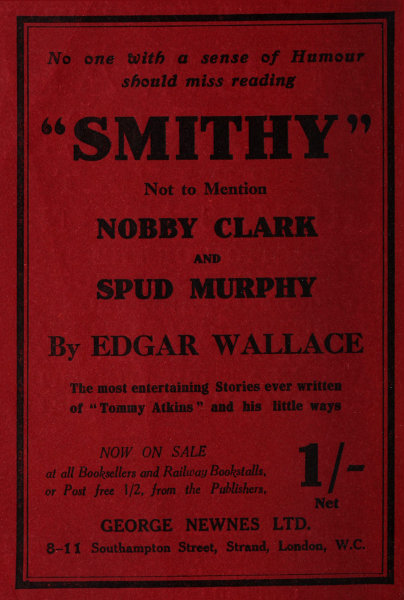 No one with a sense of Humour
should miss reading
"SMITHY"
Not to Mention
NOBBY CLARK
AND
SPUD MURPHY
By EDGAR WALLACE
The most entertaining Stories ever written
of "Tommy Atkins" and his little ways
NOW ON SALE
at all Booksellers and Railway Bookstalls,
or Post free 1/2, from the Publishers,
1/-
Net
GEORGE NEWNES LTD.
8-11 Southampton Street, Strand, London, W.C.